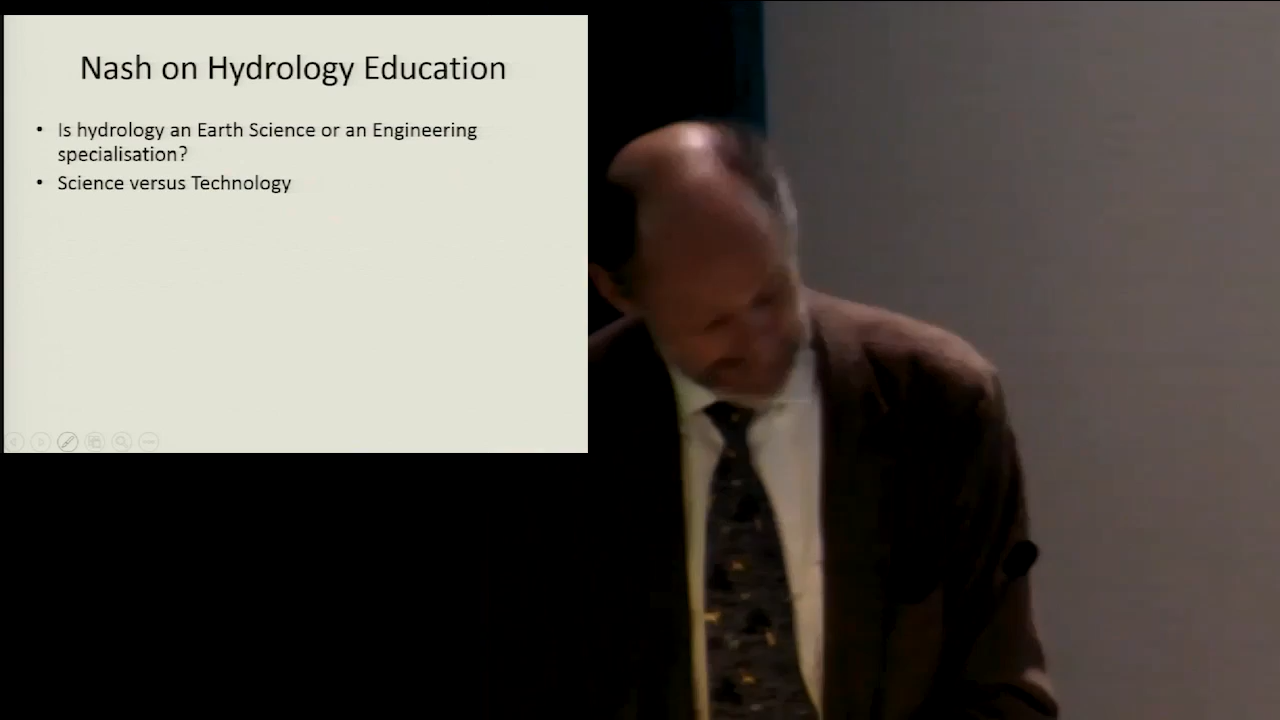 Nash on Hydrology Education
• Is hydrology an Earth Science or an Engineering
specialisation?
• Science versus Technology